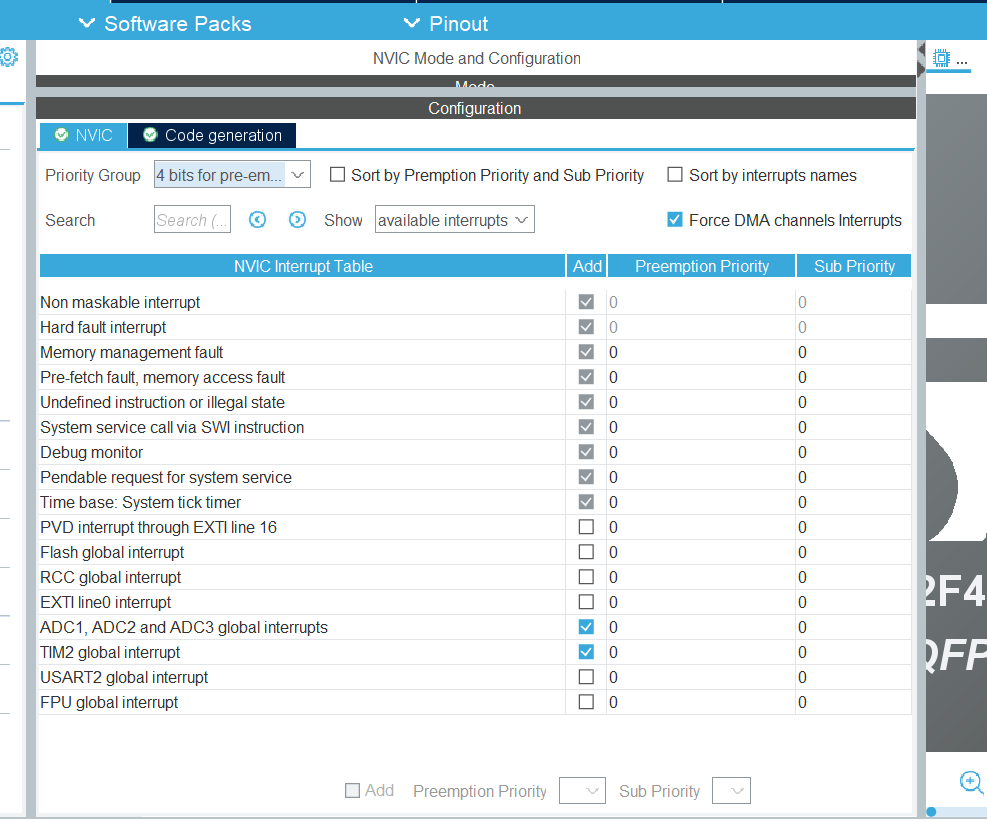 Software Packs Pinout
NVIC Mode and Configuration
...
Mode
Configuration
NVIC Code generation
Priority Group 4 bits for pre-em... Sort by Premption Priority and Sub Priority Sort by interrupts names
Search Search (... Show available interrupts Force DMA channels Interrupts
NVIC Interrupt Table Add Preemption Priority Sub Priority
Non maskable interrupt 0 0
Hard fault interrupt 0 0
Memory management fault 0 0
Pre-fetch fault, memory access fault 0 0
Undefined instruction or illegal state 0 0
System service call via SWI instruction 0 0
Debug monitor 0 0
Pendable request for system service 0 0
Time base: System tick timer 0 0
PVD interrupt through EXTI line 16 0 0
Flash global interrupt 0 0
RCC global interrupt 0 0
EXTI line0 interrupt 0 0
ADC1, ADC2 and ADC3 global interrupts 0 0
TIM2 global interrupt 0 0
USART2 global interrupt 0 0
FPU global interrupt 0 0
Add Preemption Priority Sub Priority
2F4
QFP